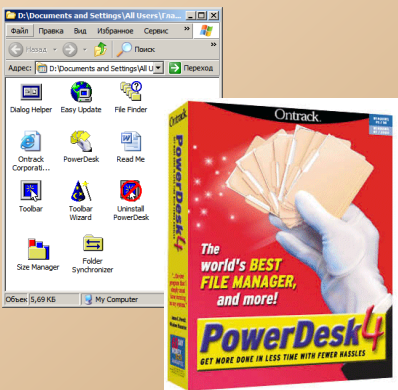 D:\Documents and Settings\All Users\Гла...
Файл Правка Вид Избранное Сервис »
Назад Поиск
Адрес: D:\Documents and Settings\All U Переход
Dialog Helper Easy Update File Finder
Ontrack Corporati... PowerDesk Read Me
Toolbar Toolbar Wizard Uninstall PowerDesk
Size Manager Folder Synchronizer
Объек 5,69 КБ My Computer
Ontrack
PowerDesk 4
The
world's BEST
FILE MANAGER,
and more!
PowerDesk 4
GET MORE DONE IN LESS TIME WITH FEWER HASSLES